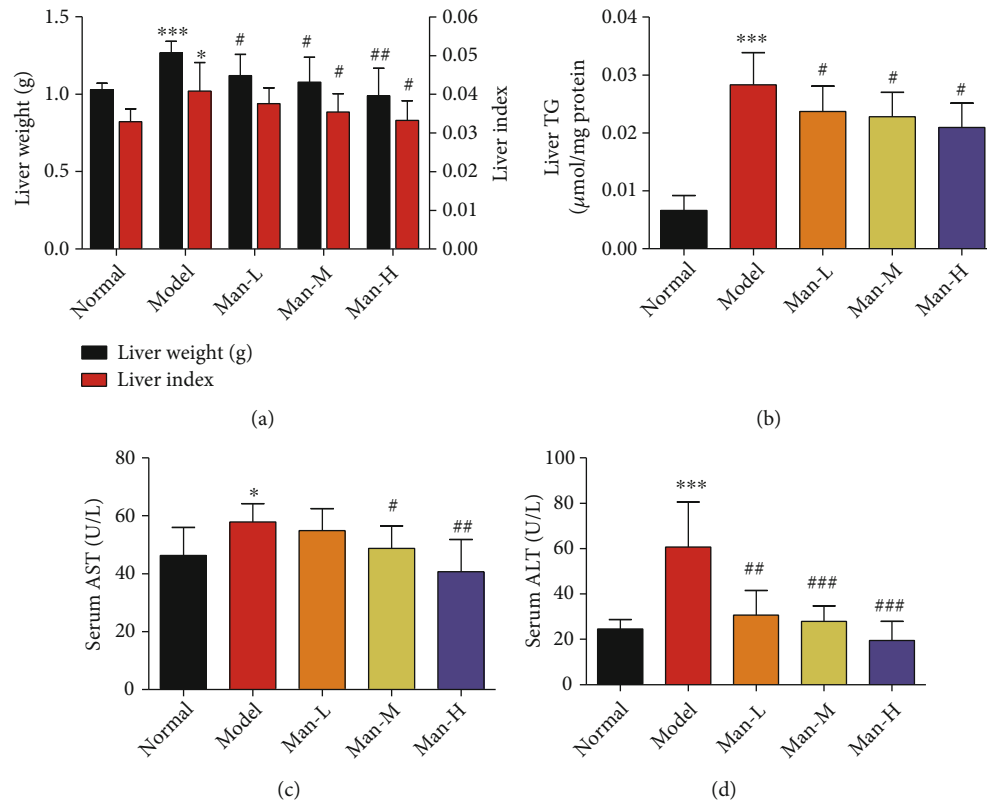 1.5
1.0
0.5
0.0
Liver weight (g)
0.06
0.05
0.04
0.03
0.02
0.01
0.00
Liver index
***
*
#
#
#
##
#
Normal
Model
Man-L
Man-M
Man-H
Liver weight (g)
Liver index
(a)
0.04
0.03
0.02
0.01
0.00
Liver TG
(μmol/mg protein
***
#
#
#
Normal
Model
Man-L
Man-M
Man-H
(b)
80
60
40
20
0
Serum AST (U/L)
*
#
##
Normal
Model
Man-L
Man-M
Man-H
(c)
100
80
60
40
20
0
Serum ALT (U/L)
***
##
###
###
Normal
Model
Man-L
Man-M
Man-H
(d)